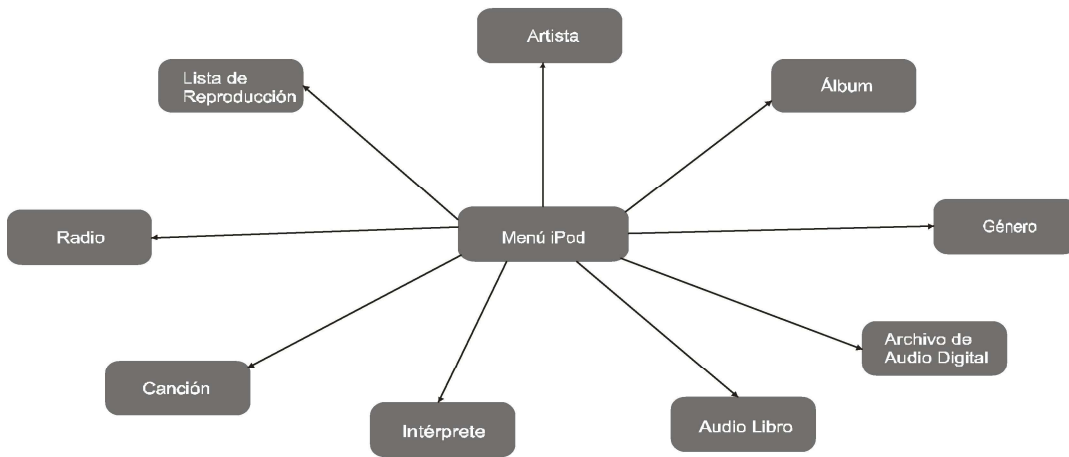 Artista
Lista de
Reproducción
Álbum
Radio
Menú iPod
Género
Archivo de
Audio Digital
Canción
Intérprete
Audio Libro